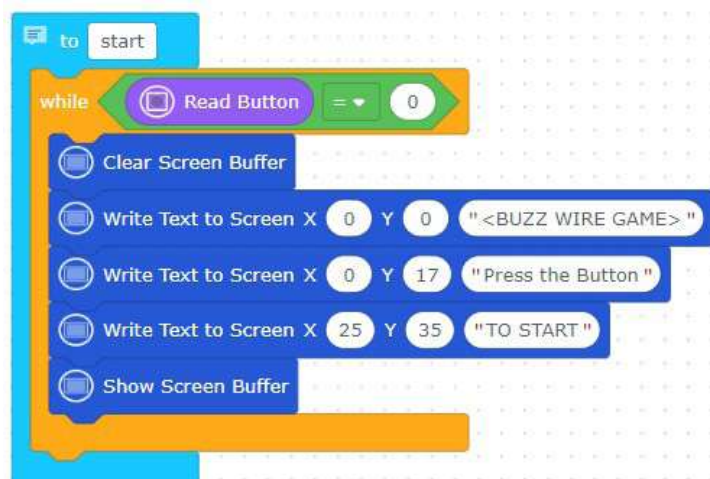 to start
while Read Button = 0
Clear Screen Buffer
Write Text to Screen X 0 Y 0 "<BUZZ WIRE GAME>"
Write Text to Screen X 0 Y 17 "Press the Button"
Write Text to Screen X 25 Y 35 "TO START"
Show Screen Buffer